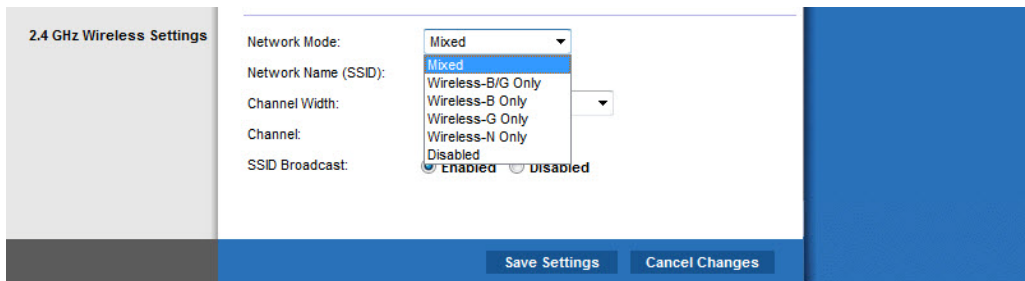 2.4 GHz Wireless Settings
Network Mode: Mixed
Mixed
Network Name (SSID):
Wireless-B/G Only
Channel Width:
Wireless-B Only
Wireless-G Only
Channel:
Wireless-N Only
Disabled
SSID Broadcast: Enabled Disabled
Save Settings Cancel Changes